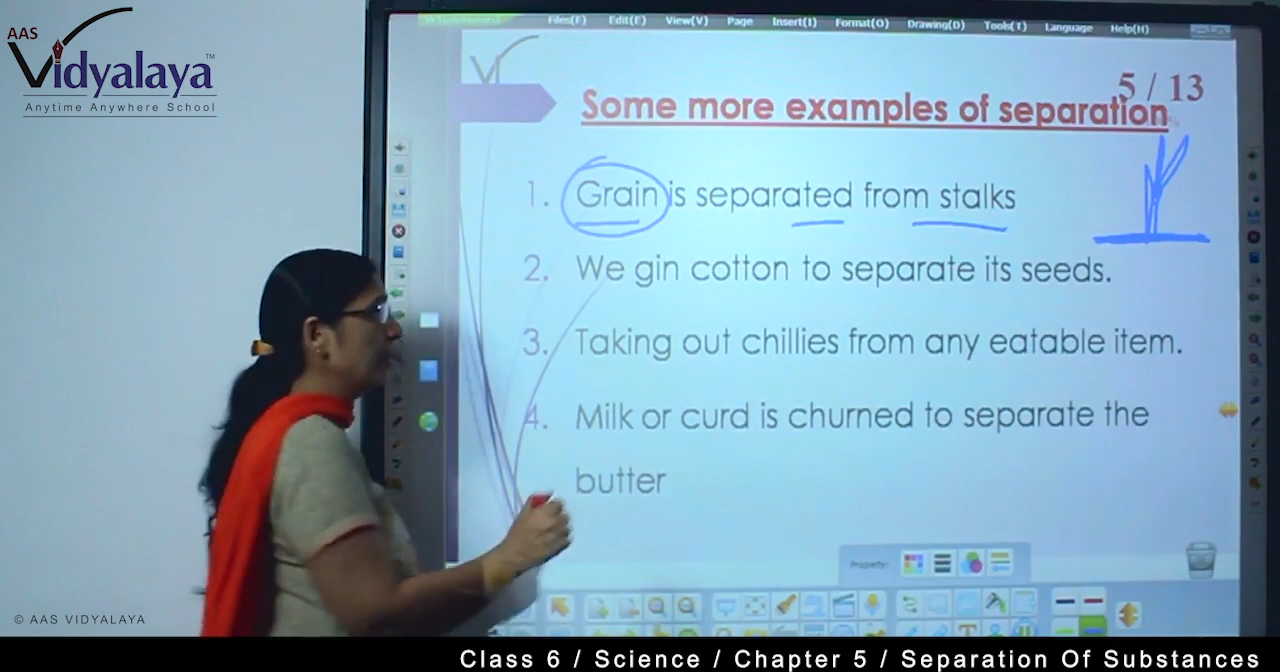 AAS
Vidyalaya™
Anytime Anywhere School
Files(F) Edit(E) View(V) Page Insert(I) Format(O) Drawing(D) Tools(T) Language Help(H)
5 / 13
Some more examples of separation
1. Grain is separated from stalks
2. We gin cotton to separate its seeds.
3. Taking out chillies from any eatable item.
4. Milk or curd is churned to separate the
butter
Property:
© AAS VIDYALAYA
Class 6 / Science / Chapter 5 / Separation Of Substances